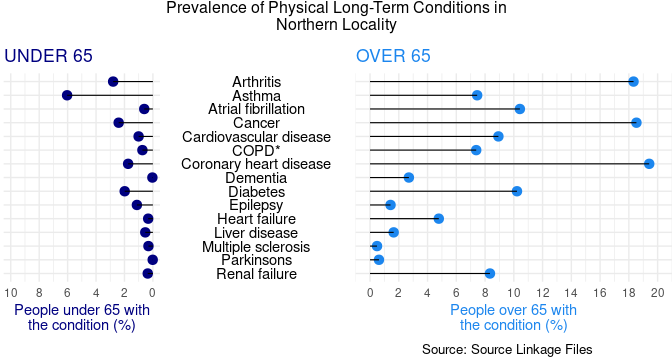 Prevalence of Physical Long-Term Conditions in
Northern Locality
UNDER 65
OVER 65
Arthritis
Asthma
Atrial fibrillation
Cancer
Cardiovascular disease
COPD*
Coronary heart disease
Dementia
Diabetes
Epilepsy
Heart failure
Liver disease
Multiple sclerosis
Parkinsons
Renal failure
10 8 6 4 2 0
0 2 4 6 8 10 12 14 16 18 20
People under 65 with
the condition (%)
People over 65 with
the condition (%)
Source: Source Linkage Files